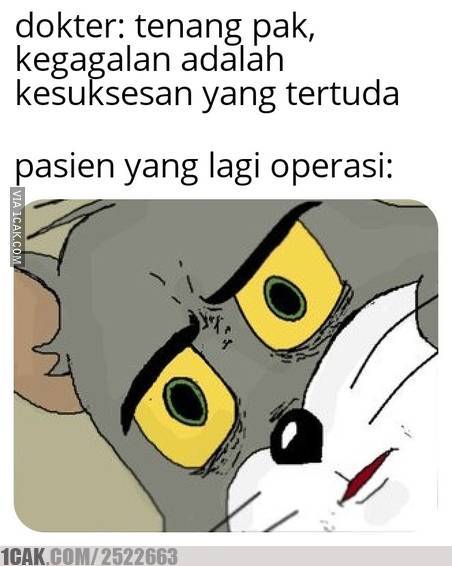 dokter: tenang pak,
kegagalan adalah
kesuksesan yang tertuda
pasien yang lagi operasi:
VIA 1CAK.COM
1CAK.COM/2522663